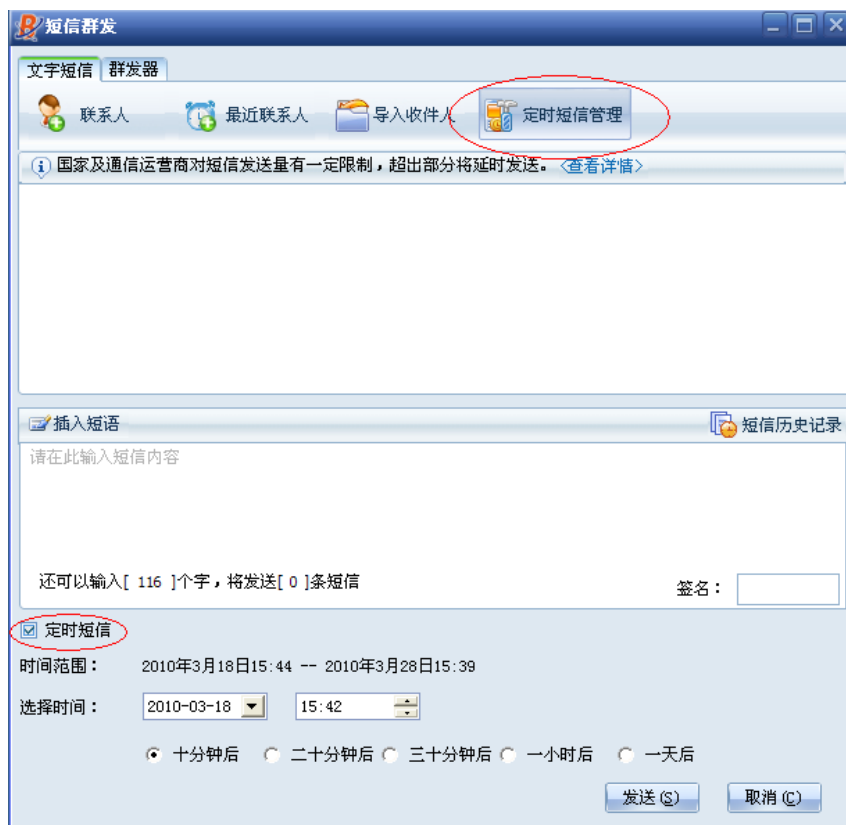 短信群发
文字短信 群发器
联系人 最近联系人 导入收件人 定时短信管理
国家及通信运营商对短信发送量有一定限制，超出部分将延时发送。<查看详情>
插入短语 短信历史记录
请在此输入短信内容
还可以输入[ 116 ]个字，将发送[ 0 ]条短信
签名：
定时短信
时间范围： 2010年3月18日15:44 -- 2010年3月28日15:39
选择时间： 2010-03-18 15:42
十分钟后 二十分钟后 三十分钟后 一小时后 一天后
发送(S) 取消(C)